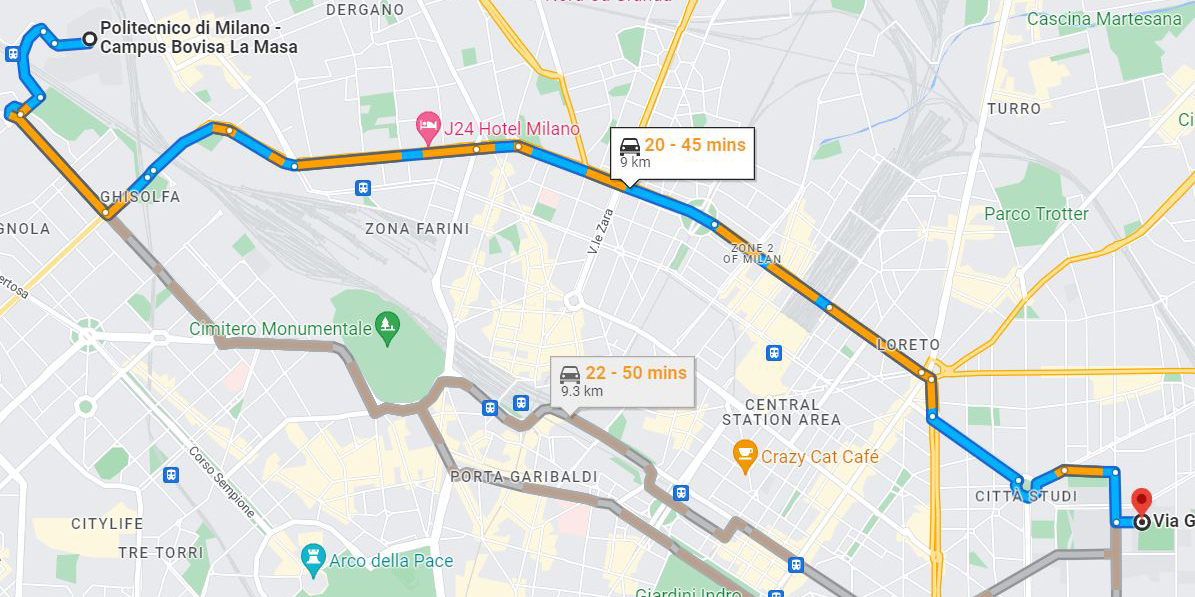 DERGANO
Cascina Martesana
Politecnico di Milano -
Campus Bovisa La Masa
TURRO
J24 Hotel Milano
20 - 45 mins
9 km
GHISOLFA
Parco Trotter
ZONA FARINI
V.le Zara
ZONE 2
OF MILAN
Cimitero Monumentale
LORETO
22 - 50 mins
9.3 km
CENTRAL
STATION AREA
Crazy Cat Café
Corso Sempione
PORTA GARIBALDI
CITTÀ STUDI
CITYLIFE
Via G
TRE TORRI
Arco della Pace
Giardini Indro